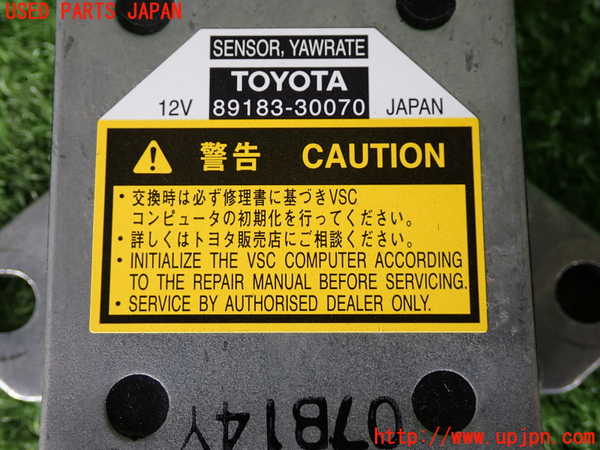 USED PARTS JAPAN
SENSOR, YAWRATE
TOYOTA
12V 89183-30070 JAPAN
警告 CAUTION
・交換時は必ず修理書に基づきVSC
コンピュータの初期化を行ってください。
・詳しくはトヨタ販売店にご相談ください。
• INITIALIZE THE VSC COMPUTER ACCORDING
TO THE REPAIR MANUAL BEFORE SERVICING.
• SERVICE BY AUTHORISED DEALER ONLY.
07B14Y
http://www.upjpn.com/